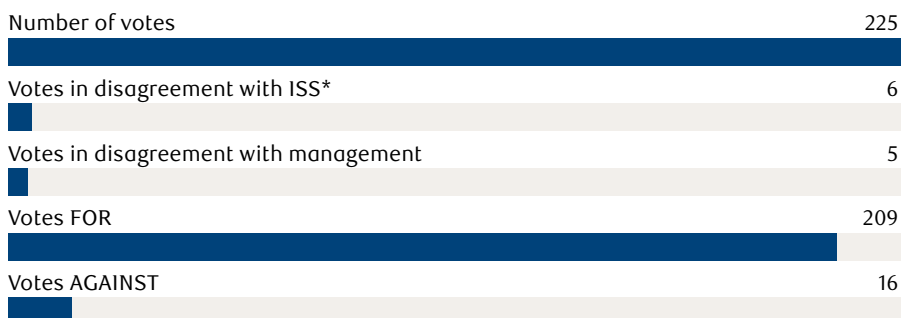 Number of votes 225
Votes in disagreement with ISS* 6
Votes in disagreement with management 5
Votes FOR 209
Votes AGAINST 16